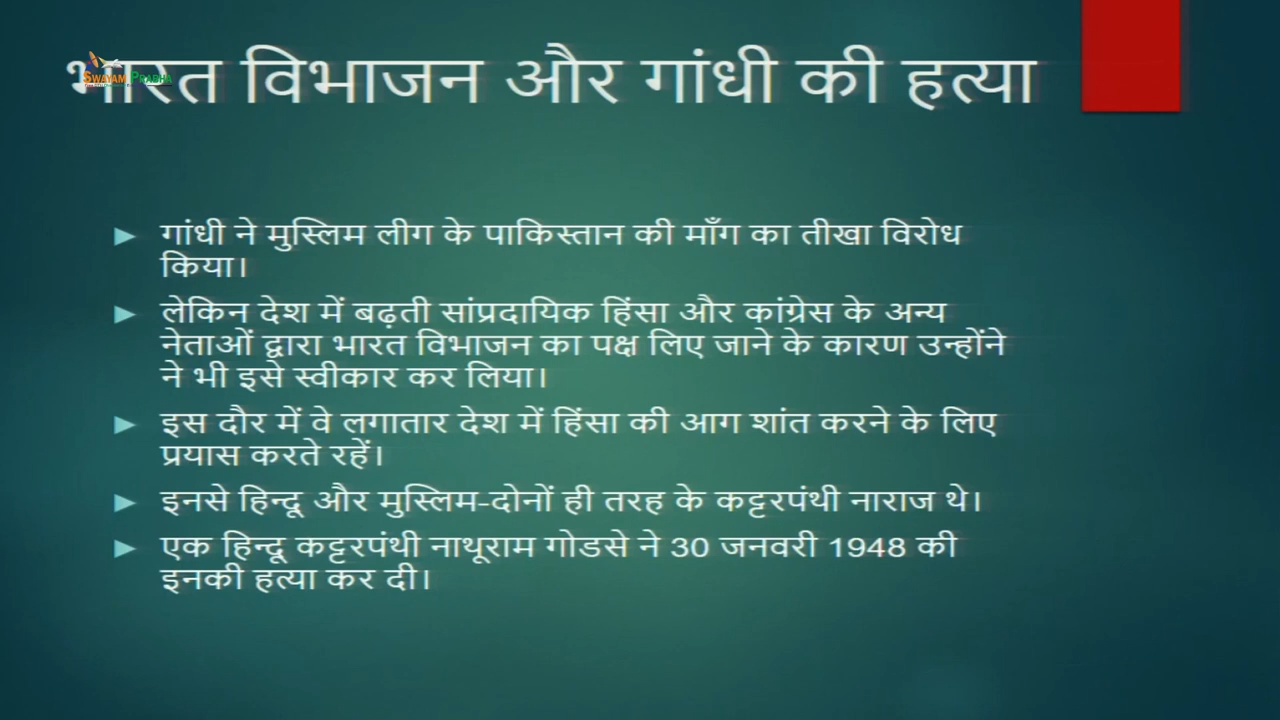 भारत विभाजन और गांधी की हत्या
SWAYAM PRABHA
गांधी ने मुस्लिम लीग के पाकिस्तान की माँग का तीखा विरोध
किया।
लेकिन देश में बढ़ती सांप्रदायिक हिंसा और कांग्रेस के अन्य
नेताओं द्वारा भारत विभाजन का पक्ष लिए जाने के कारण उन्होंने
ने भी इसे स्वीकार कर लिया।
इस दौर में वे लगातार देश में हिंसा की आग शांत करने के लिए
प्रयास करते रहें।
इनसे हिन्दू और मुस्लिम-दोनों ही तरह के कट्टरपंथी नाराज थे।
एक हिन्दू कट्टरपंथी नाथूराम गोडसे ने 30 जनवरी 1948 की
इनकी हत्या कर दी।